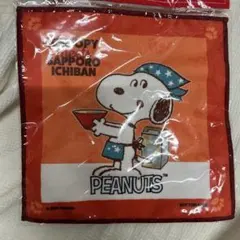 SNOOPY
×
SAPPORO
ICHIBAN
PEANUTS